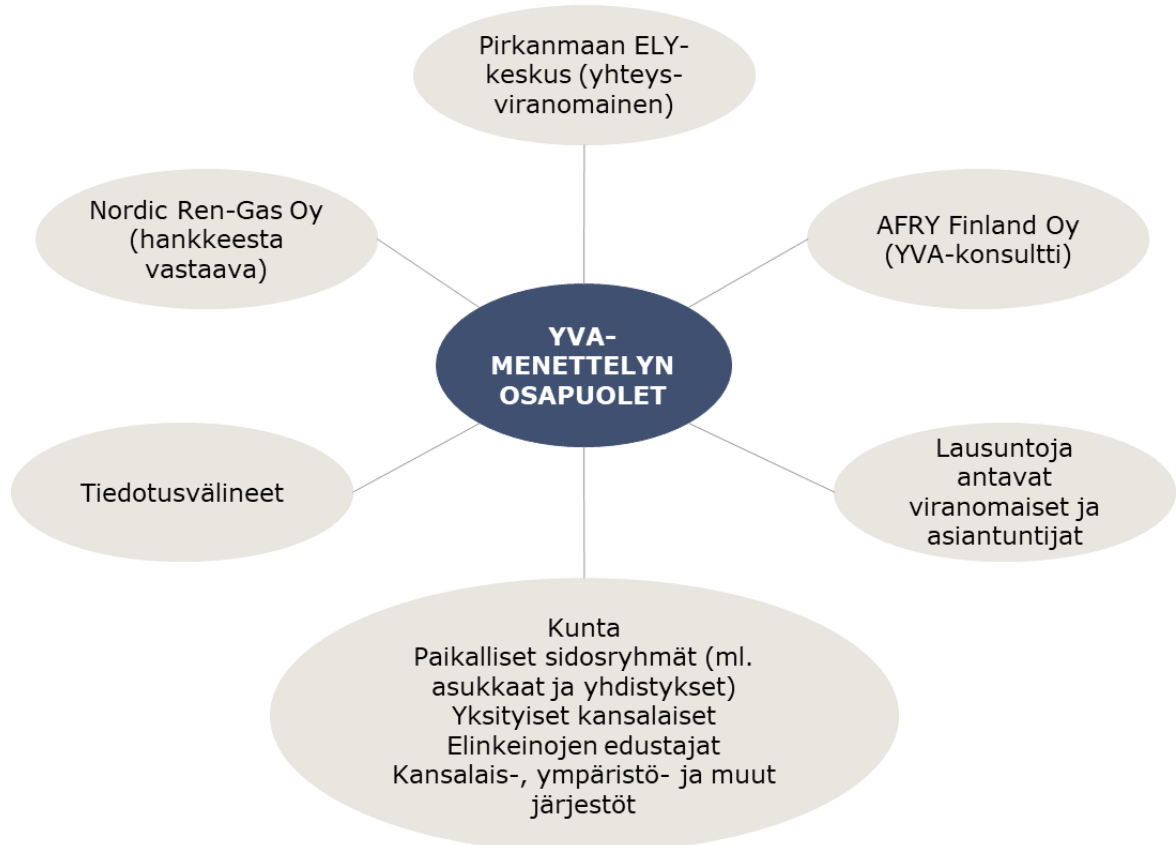 Pirkanmaan ELY-
keskus (yhteys-
viranomainen)
Nordic Ren-Gas Oy
(hankkeesta
vastaava)
AFRY Finland Oy
(YVA-konsultti)
YVA-
MENETTELYN
OSAPUOLET
Tiedotusvälineet
Lausuntoja
antavat
viranomaiset ja
asiantuntijat
Kunta
Paikalliset sidosryhmät (ml.
asukkaat ja yhdistykset)
Yksityiset kansalaiset
Elinkeinojen edustajat
Kansalais-, ympäristö- ja muut
järjestöt